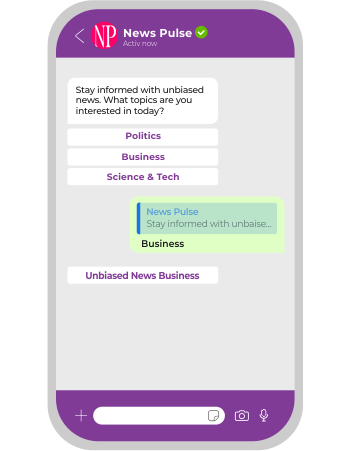 NP
News Pulse
Activ now
Stay informed with unbiased
news. What topics are you
interested in today?
Politics
Business
Science & Tech
News Pulse
Stay informed with unbaise...
Business
Unbiased News Business